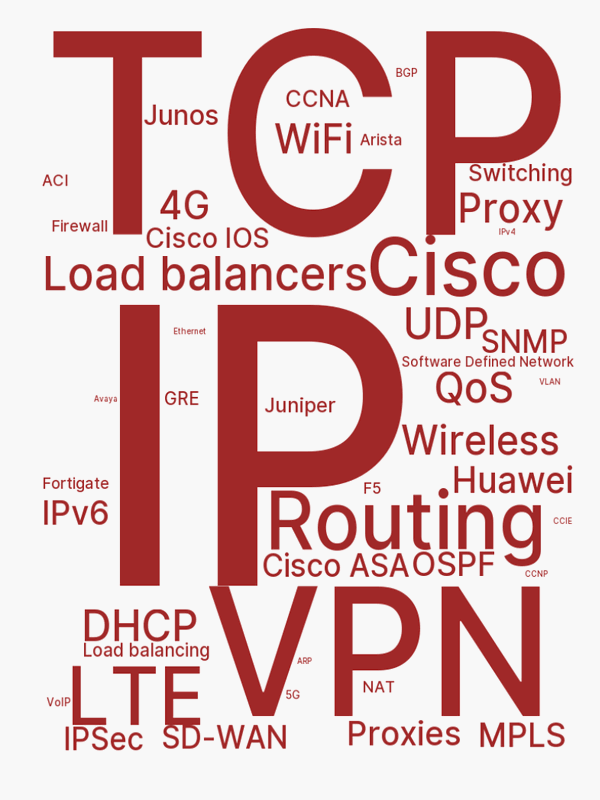 TCP
BGP
CCNA
Junos
WiFi
Arista
Switching
ACI
4G
Proxy
Firewall
IPv4
Cisco IOS
Load balancers
Cisco
IP
UDP
Ethernet
SNMP
Software Defined Network
QoS
VLAN
Avaya
GRE
Juniper
Wireless
Huawei
Fortigate
F5
IPv6
Routing
CCIE
Cisco ASA
OSPF
CCNP
VPN
DHCP
Load balancing
ARP
NAT
LTE
5G
VoIP
IPSec
SD-WAN
Proxies
MPLS